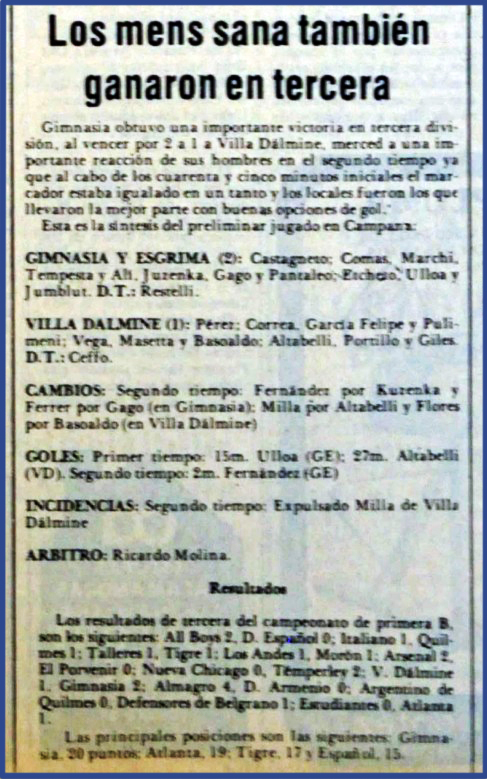 Los mens sana también
ganaron en tercera
Gimnasia obtuvo una importante victoria en tercera divi-
sión, al vencer por 2 a 1 a Villa Dálmine, merced a una im-
portante reacción de sus hombres en el segundo tiempo ya
que al cabo de los cuarenta y cinco minutos iniciales el mar-
cador estaba igualado en un tanto y los locales fueron los que
llevaron la mejor parte con buenas opciones de gol.
Esta es la síntesis del preliminar jugado en Campana:
GIMNASIA Y ESGRIMA (2): Castagneto; Comas, Marchi,
Tempesta y Alt, Juzenka, Gago y Pantaleo; Ulloa y
Jumblut. D.T.: Restelli.
VILLA DALMINE (1): Pérez; Correa, García Felipe y Puli-
meni; Vega, Masetta y Basoaldo; Altabelli, Portillo y Giles.
D.T.: Ceffo.
CAMBIOS: Segundo tiempo: Fernández por Kuzenka y
Ferrer por Gago (en Gimnasia); Milla por Altabelli y Flores
por Basoaldo (en Villa Dálmine)
GOLES: Primer tiempo: 15m. Ulloa (GE); 27m. Altabelli
(VD). Segundo tiempo: 2m. Fernández (GE)
INCIDENCIAS: Segundo tiempo: Expulsado Milla de Villa
Dálmine
ARBITRO: Ricardo Molina.
Resultados
Los resultados de tercera del campeonato de primera B,
son los siguientes: All Boys 2, D. Español 0; Italiano 1, Quil-
mes 1; Talleres 1, Tigre 1; Los Andes 1, Morón 1; Arsenal 2,
El Porvenir 0; Nueva Chicago 0, Temperley 2; V. Dálmine
1, Gimnasia 2; Almagro 4, D. Armenio 0; Argentino de
Quilmes 0, Defensores de Belgrano 1; Estudiantes 0, Atlanta
1.
Las principales posiciones son las siguientes: Gimna-
sia, 20 puntos; Atlanta, 19; Tigre, 17 y Español, 15.